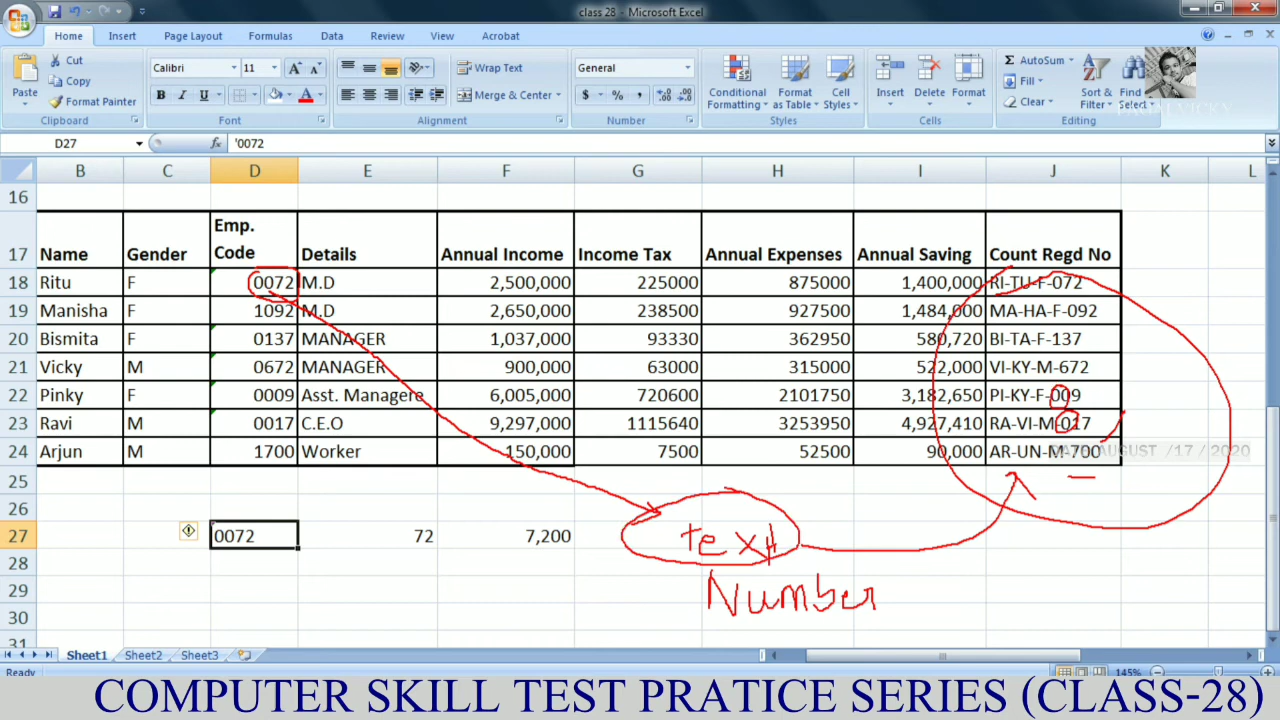 class 28 - Microsoft Excel
Home Insert Page Layout Formulas Data Review View Acrobat
Cut Calibri 11 Wrap Text General AutoSum
Copy Fill
Paste Format Painter Merge & Center Conditional Formatting Format as Table Cell Styles Insert Delete Format Clear Sort & Filter Find Select
Clipboard Font Alignment Number Styles Cells Editing
D27 fx '0072
B C D E F G H I J K L
16
17 Name Gender Emp. Code Details Annual Income Income Tax Annual Expenses Annual Saving Count Regd No
18 Ritu F 0072 M.D 2,500,000 225000 875000 1,400,000 RI-TU-F-072
19 Manisha F 1092 M.D 2,650,000 238500 927500 1,484,000 MA-HA-F-092
20 Bismita F 0137 MANAGER 1,037,000 93330 362950 580,720 BI-TA-F-137
21 Vicky M 0672 MANAGER 900,000 63000 315000 522,000 VI-KY-M-672
22 Pinky F 0009 Asst. Managere 6,005,000 720600 2101750 3,182,650 PI-KY-F-009
23 Ravi M 0017 C.E.O 9,297,000 1115640 3253950 4,927,410 RA-VI-M-017
24 Arjun M 1700 Worker 150,000 7500 52500 90,000 AR-UN-M-700
DATE AUGUST /17 / 2020
25
26
27 0072 72 7,200 text
28
29 Number
30
31
Sheet1 Sheet2 Sheet3
Ready 145%
COMPUTER SKILL TEST PRATICE SERIES (CLASS-28)